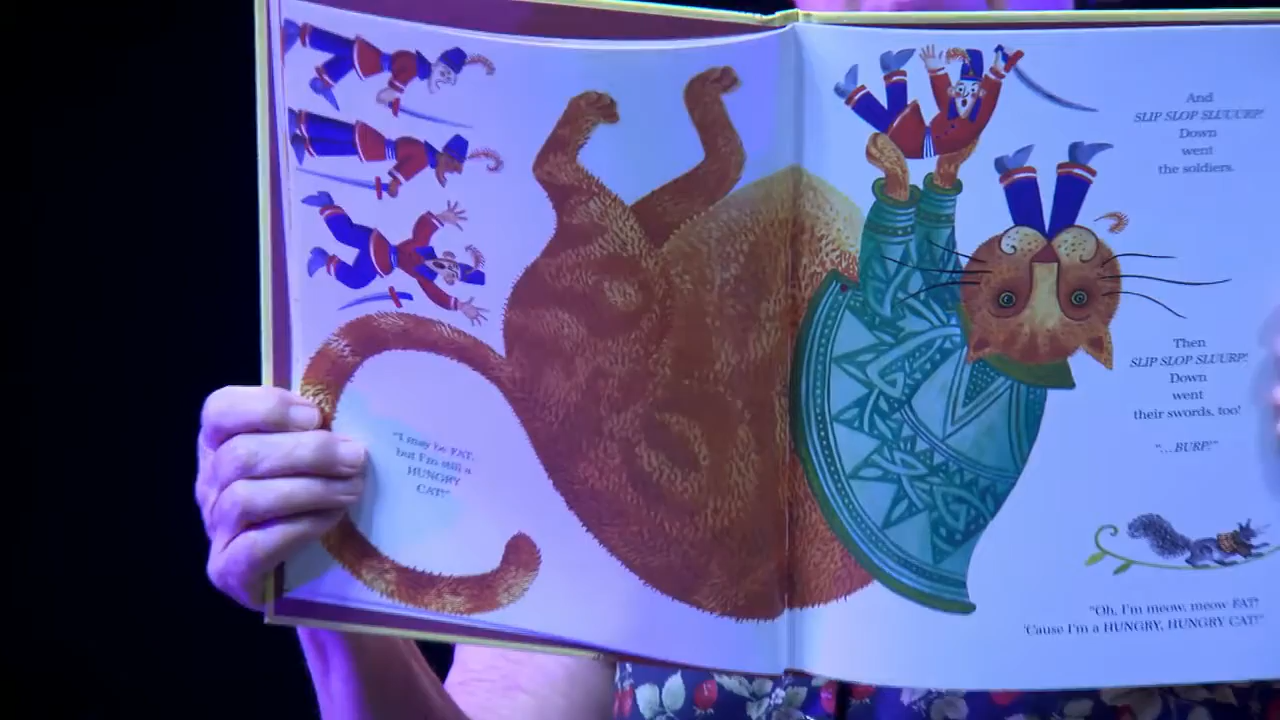 "I may be FAT,
but I'm still a
HUNGRY
CAT!"
And
SLIP SLOP SLUUURP!
Down
went
the soldiers.
Then
SLIP SLOP SLUURP!
Down
went
their swords, too!
"...BURP!"
"Oh, I'm meow, meow FAT!
'Cause I'm a HUNGRY, HUNGRY CAT!"